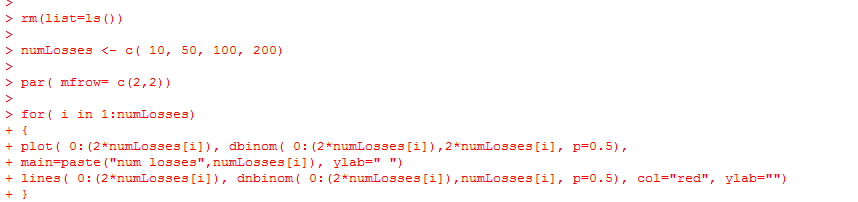 >
> rm(list=ls())
>
> numLosses <- c( 10, 50, 100, 200)
>
> par( mfrow= c(2,2))
>
> for( i in 1:numLosses)
+ {
+ plot( 0:(2*numLosses[i]), dbinom( 0:(2*numLosses[i]),2*numLosses[i], p=0.5),
+ main=paste("num losses",numLosses[i]), ylab=" ")
+ lines( 0:(2*numLosses[i]), dnbinom( 0:(2*numLosses[i]),numLosses[i], p=0.5), col="red", ylab="")
+ }